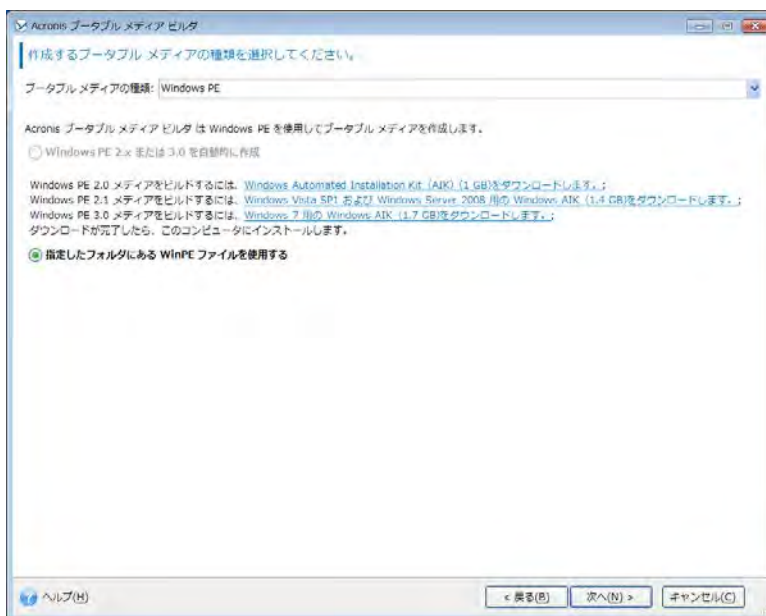 Acronis ブータブル メディア ビルダ
作成するブータブル メディアの種類を選択してください。
ブータブル メディアの種類: Windows PE
Acronis ブータブル メディア ビルダ は Windows PE を使用してブータブル メディアを作成します。
Windows PE 2.x または 3.0 を自動的に作成
Windows PE 2.0 メディアをビルドするには、Windows Automated Installation Kit (AIK) (1 GB)をダウンロードします。;
Windows PE 2.1 メディアをビルドするには、Windows Vista SP1 および Windows Server 2008 用の Windows AIK (1.4 GB)をダウンロードします。;
Windows PE 3.0 メディアをビルドするには、Windows 7 用の Windows AIK (1.7 GB)をダウンロードします。;
ダウンロードが完了したら、このコンピュータにインストールします。
指定したフォルダにある WinPE ファイルを使用する
ヘルプ(H)
< 戻る(B)
次へ(N) >
キャンセル(C)